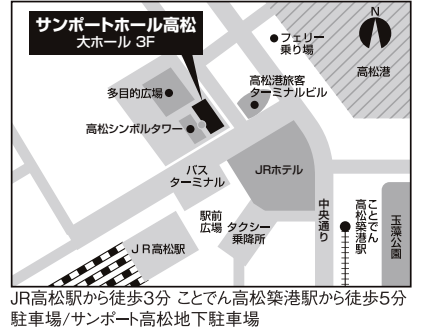 サンポートホール高松
大ホール 3F
N
フェリー
乗り場
高松港
多目的広場
高松港旅客
ターミナルビル
高松シンボルタワー
バス
ターミナル
JRホテル
駅前
広場
タクシー
乗降所
中央通り
ことでん
高松築港駅
玉藻公園
JR高松駅
JR高松駅から徒歩3分 ことでん高松築港駅から徒歩5分
駐車場/サンポート高松地下駐車場